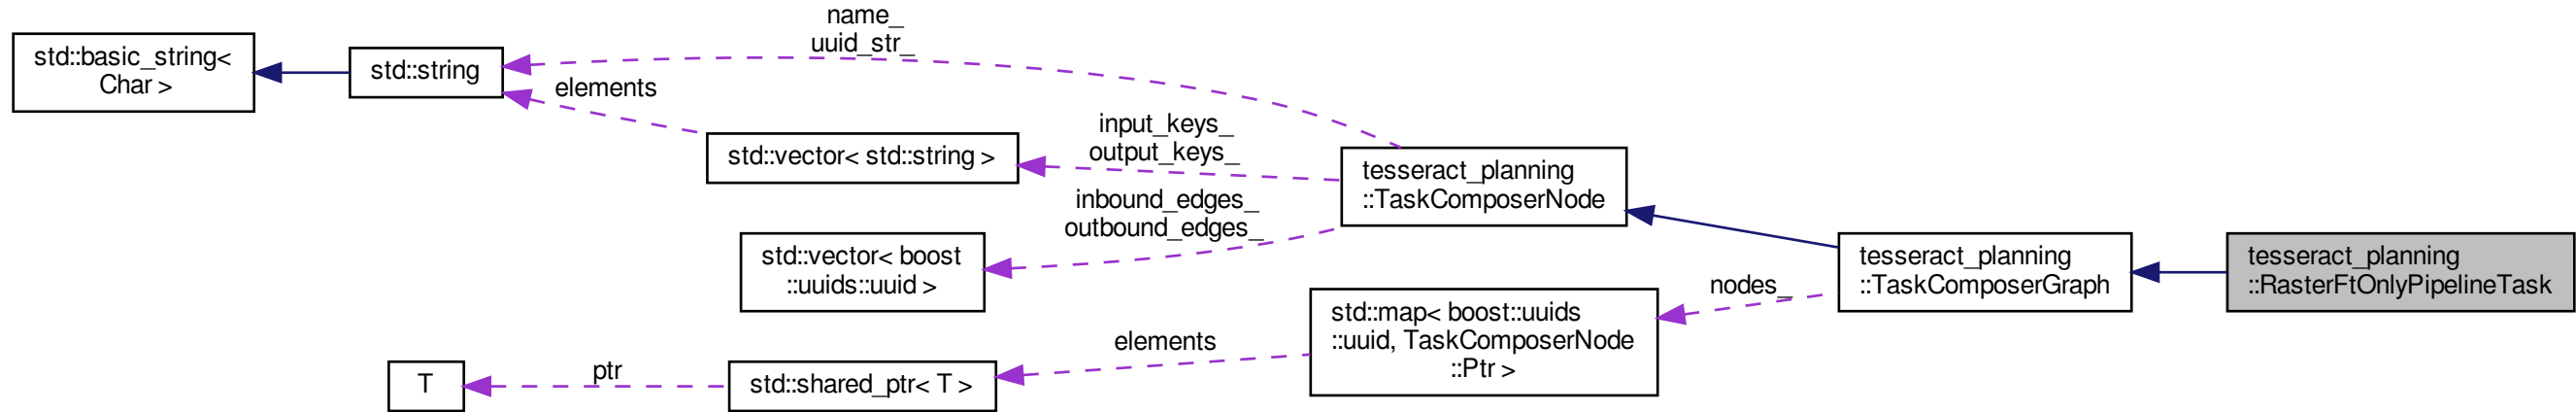 name_
uuid_str_
std::basic_string<
Char >
std::string
elements
input_keys_
output_keys_
std::vector< std::string >
tesseract_planning
::TaskComposerNode
inbound_edges_
outbound_edges_
std::vector< boost
::uuids::uuid >
tesseract_planning
::TaskComposerGraph
tesseract_planning
::RasterFtOnlyPipelineTask
nodes_
std::map< boost::uuids
::uuid, TaskComposerNode
::Ptr >
elements
ptr
T
std::shared_ptr< T >